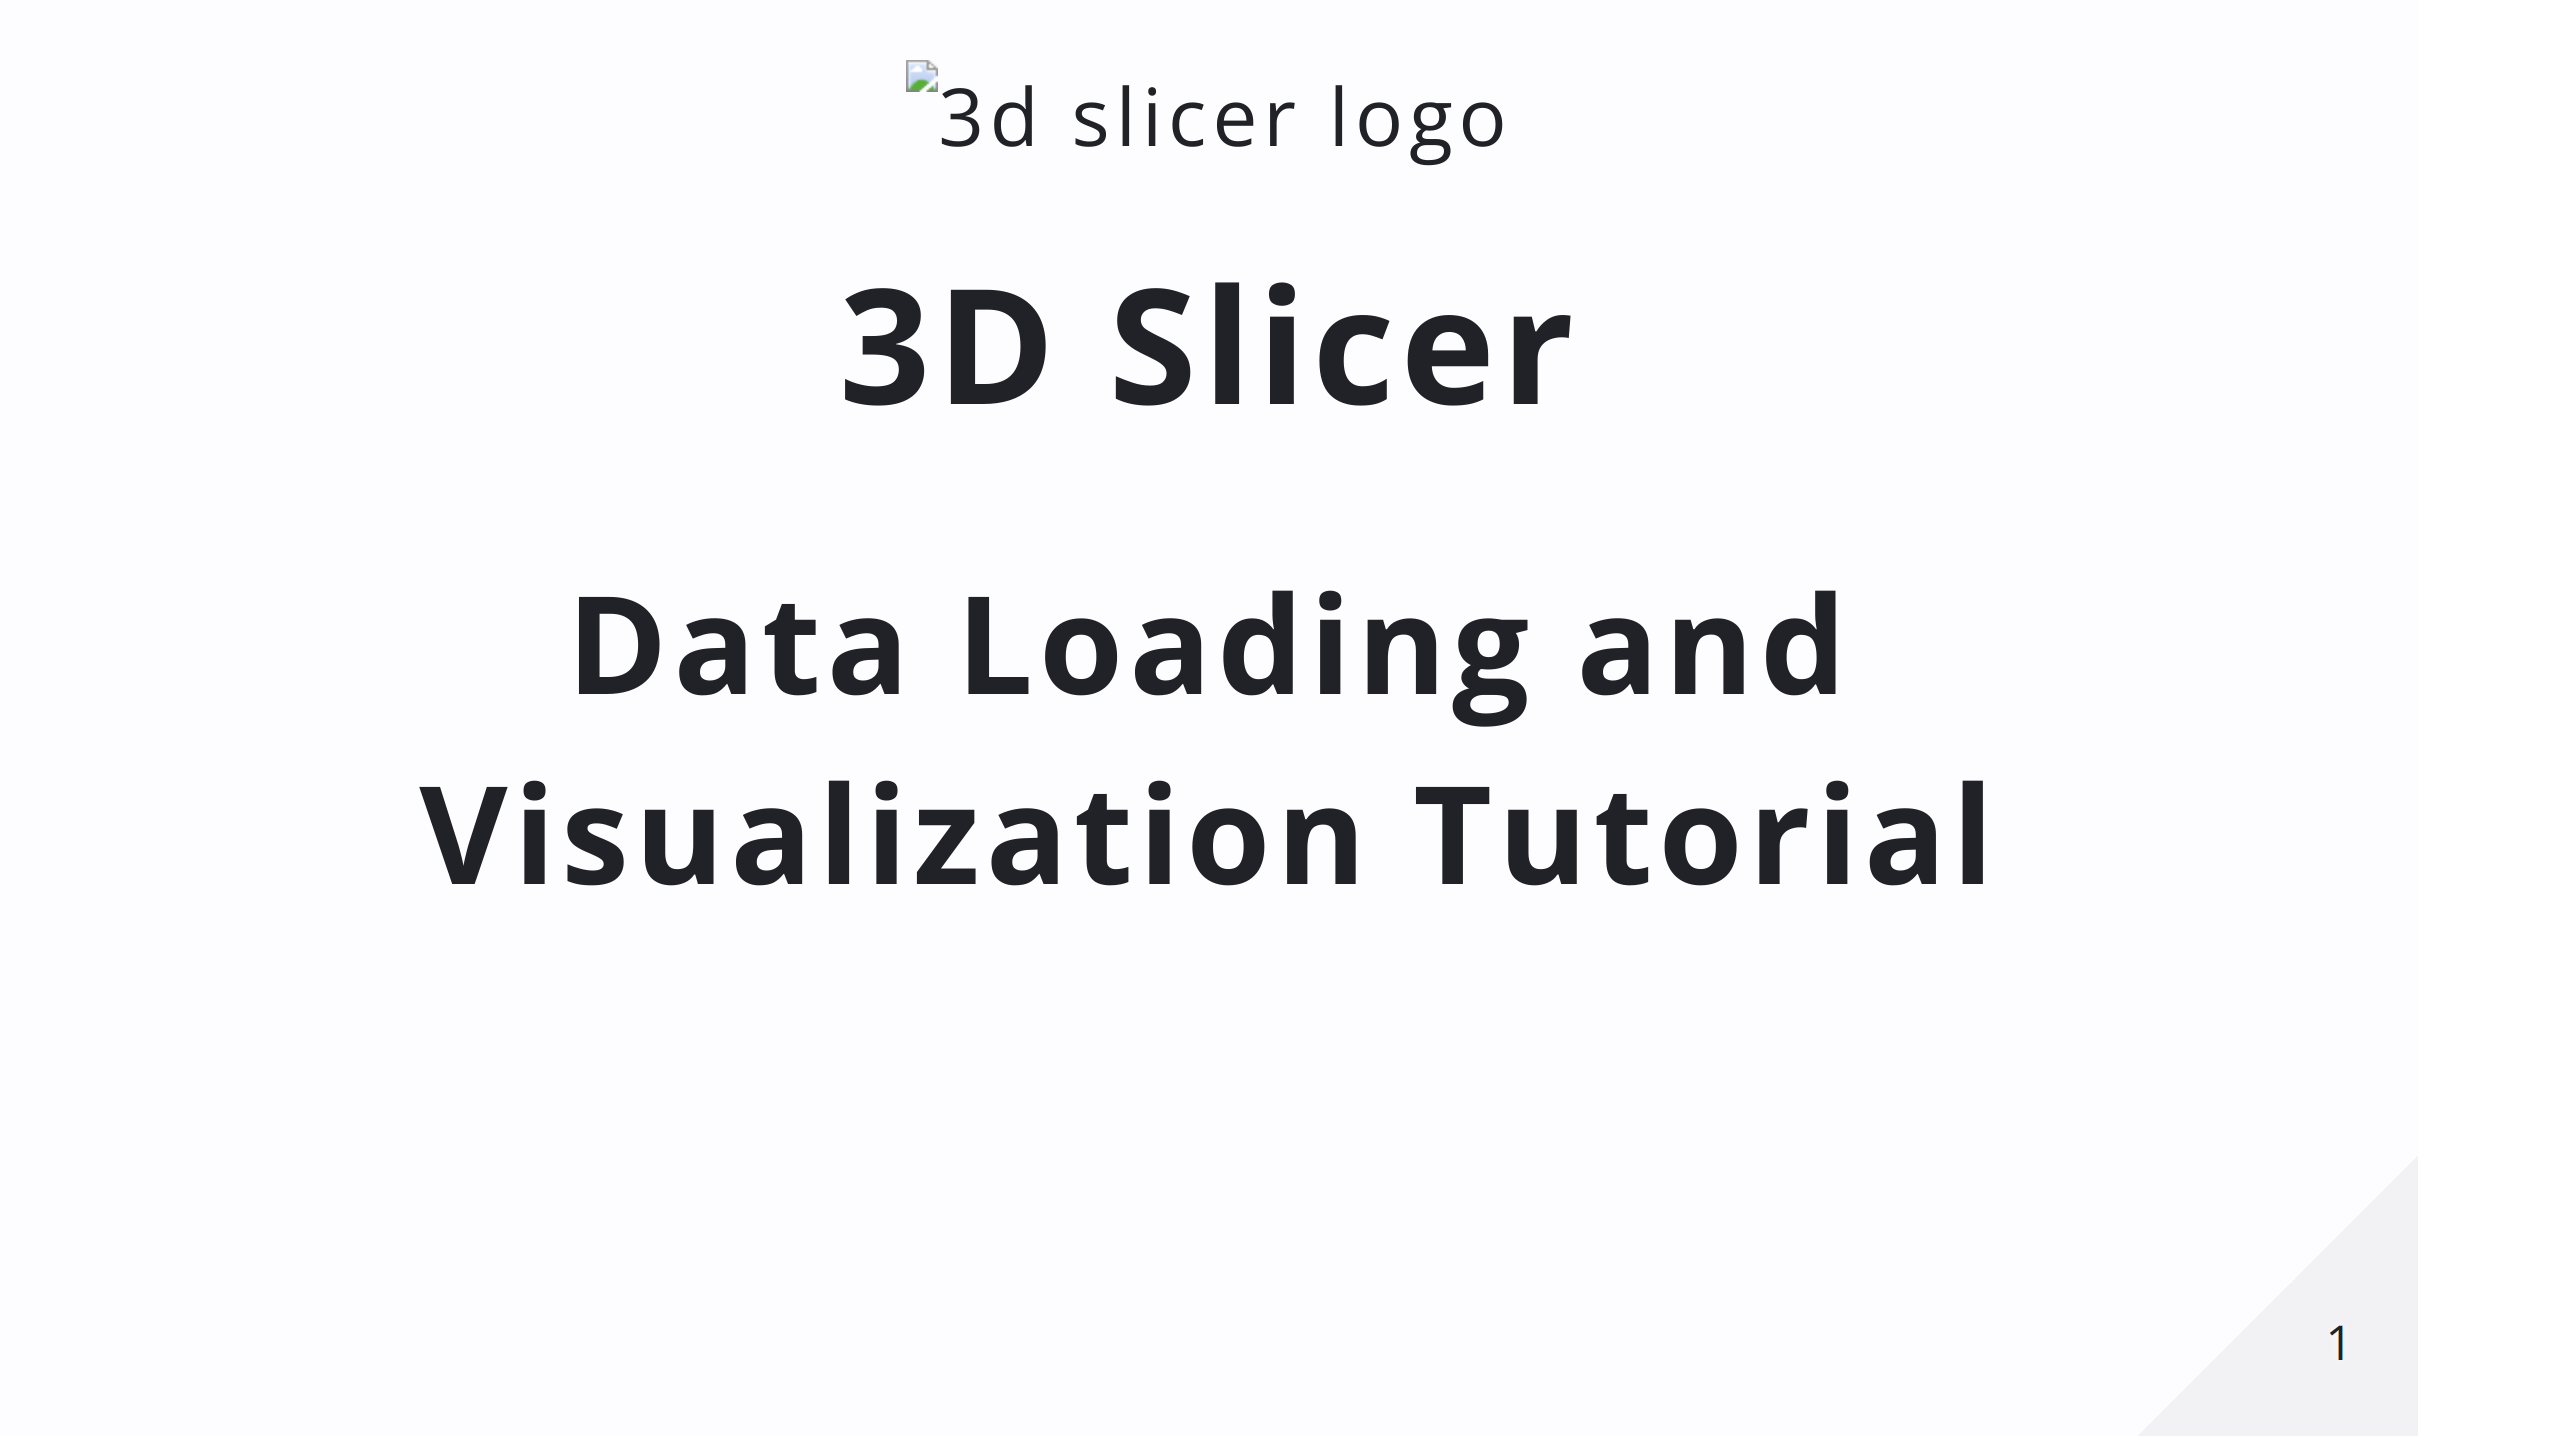 3d slicer logo
3D Slicer
Data Loading and
Visualization Tutorial
1